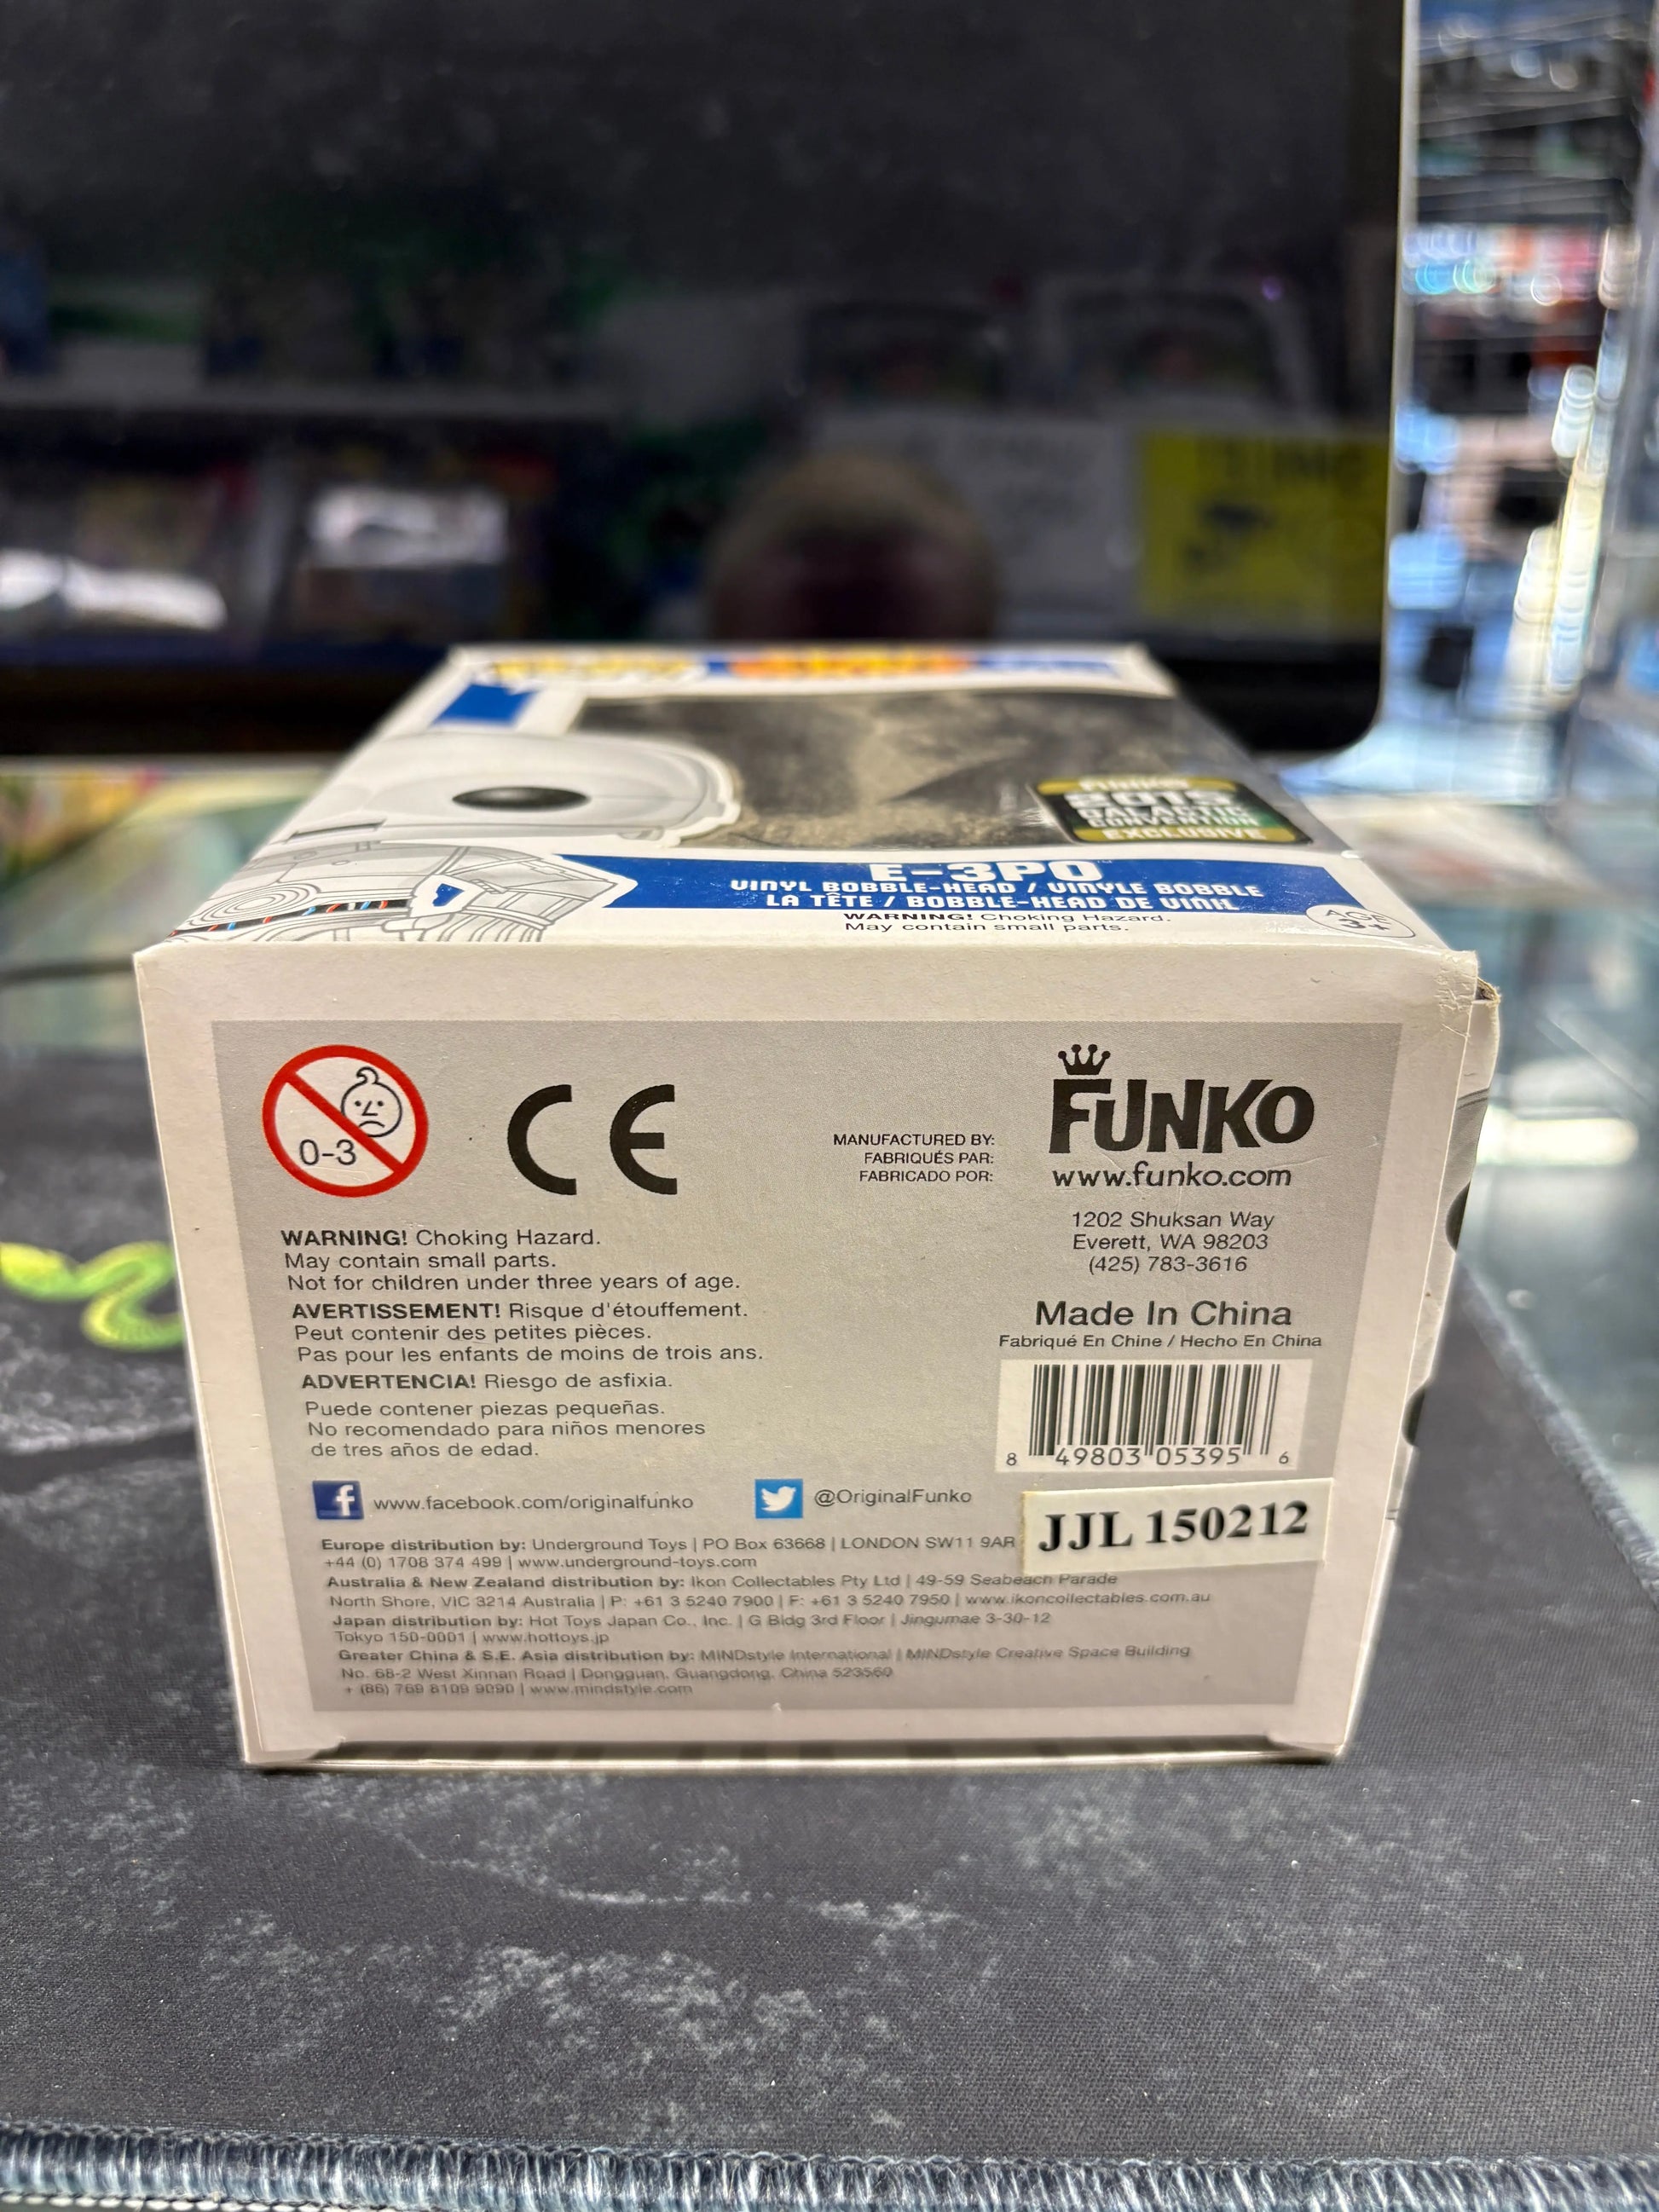 FUNKO
2015
GALACTIC
CONVENTION
EXCLUSIVE
E-3PO™
VINYL BOBBLE-HEAD / VINYLE BOBBLE
LA TÊTE / BOBBLE-HEAD DE VINIL
WARNING! Choking Hazard.
May contain small parts.
AGE
3+
0-3
CE
MANUFACTURED BY:
FABRIQUÉS PAR:
FABRICADO POR:
FUNKO
www.funko.com
1202 Shuksan Way
Everett, WA 98203
(425) 783-3616
Made In China
Fabriqué En Chine / Hecho En China
8 49803 05395 6
WARNING! Choking Hazard.
May contain small parts.
Not for children under three years of age.
AVERTISSEMENT! Risque d'étouffement.
Peut contenir des petites pièces.
Pas pour les enfants de moins de trois ans.
ADVERTENCIA! Riesgo de asfixia.
Puede contener piezas pequeñas.
No recomendado para niños menores
de tres años de edad.
f www.facebook.com/originalfunko
@OriginalFunko
JJL 150212
Europe distribution by: Underground Toys | PO Box 63668 | LONDON SW11 9AR
+44 (0) 1708 374 499 | www.underground-toys.com
Australia & New Zealand distribution by: Ikon Collectables Pty Ltd | 49-59 Seabeach Parade
North Shore, VIC 3214 Australia | P: +61 3 5240 7900 | F: +61 3 5240 7950 | www.ikoncollectables.com.au
Japan distribution by: Hot Toys Japan Co., Inc. | G Bldg 3rd Floor | Jingumae 3-30-12
Tokyo 150-0001 | www.hottoys.jp
Greater China & S.E. Asia distribution by: MINDstyle International | MINDstyle Creative Space Building
No. 68-2 West Xinnan Road | Dongguan, Guangdong, China 523560
+ (86) 769 8109 9090 | www.mindstyle.com